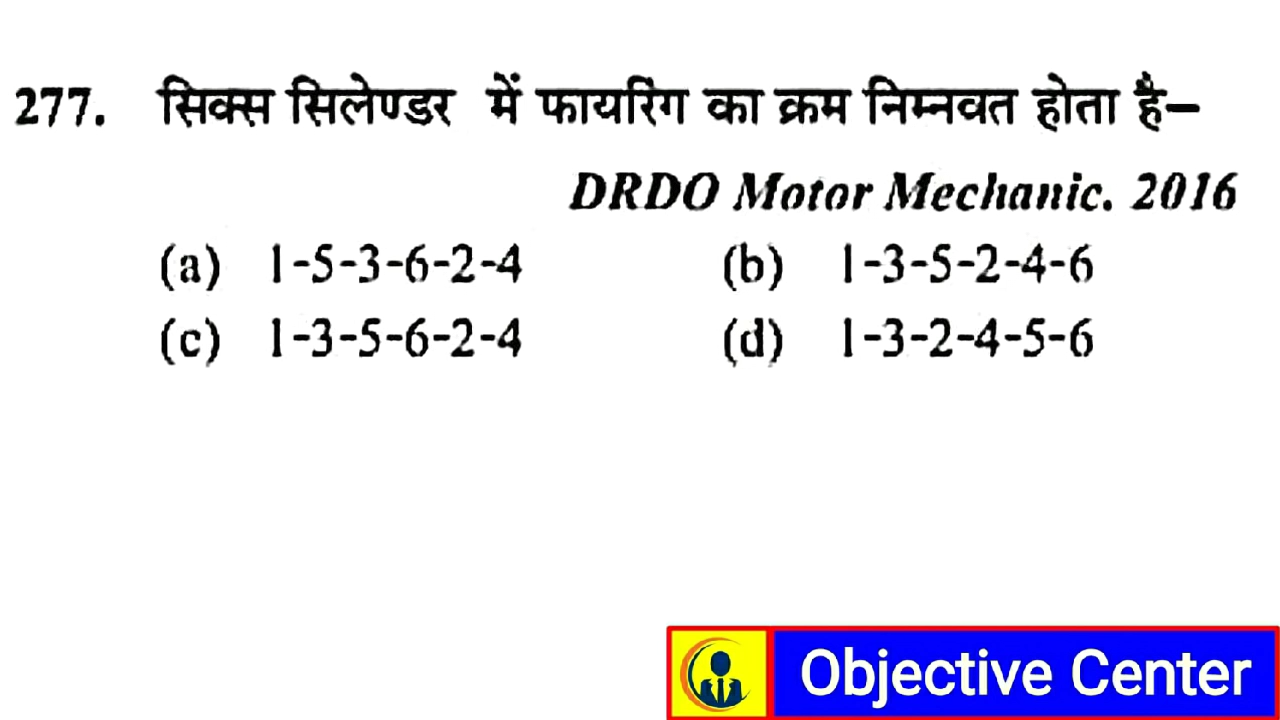 277. सिक्स सिलेण्डर में फायरिंग का क्रम निम्नवत होता है–
DRDO Motor Mechanic. 2016
(a) 1-5-3-6-2-4 (b) 1-3-5-2-4-6
(c) 1-3-5-6-2-4 (d) 1-3-2-4-5-6
Objective Center